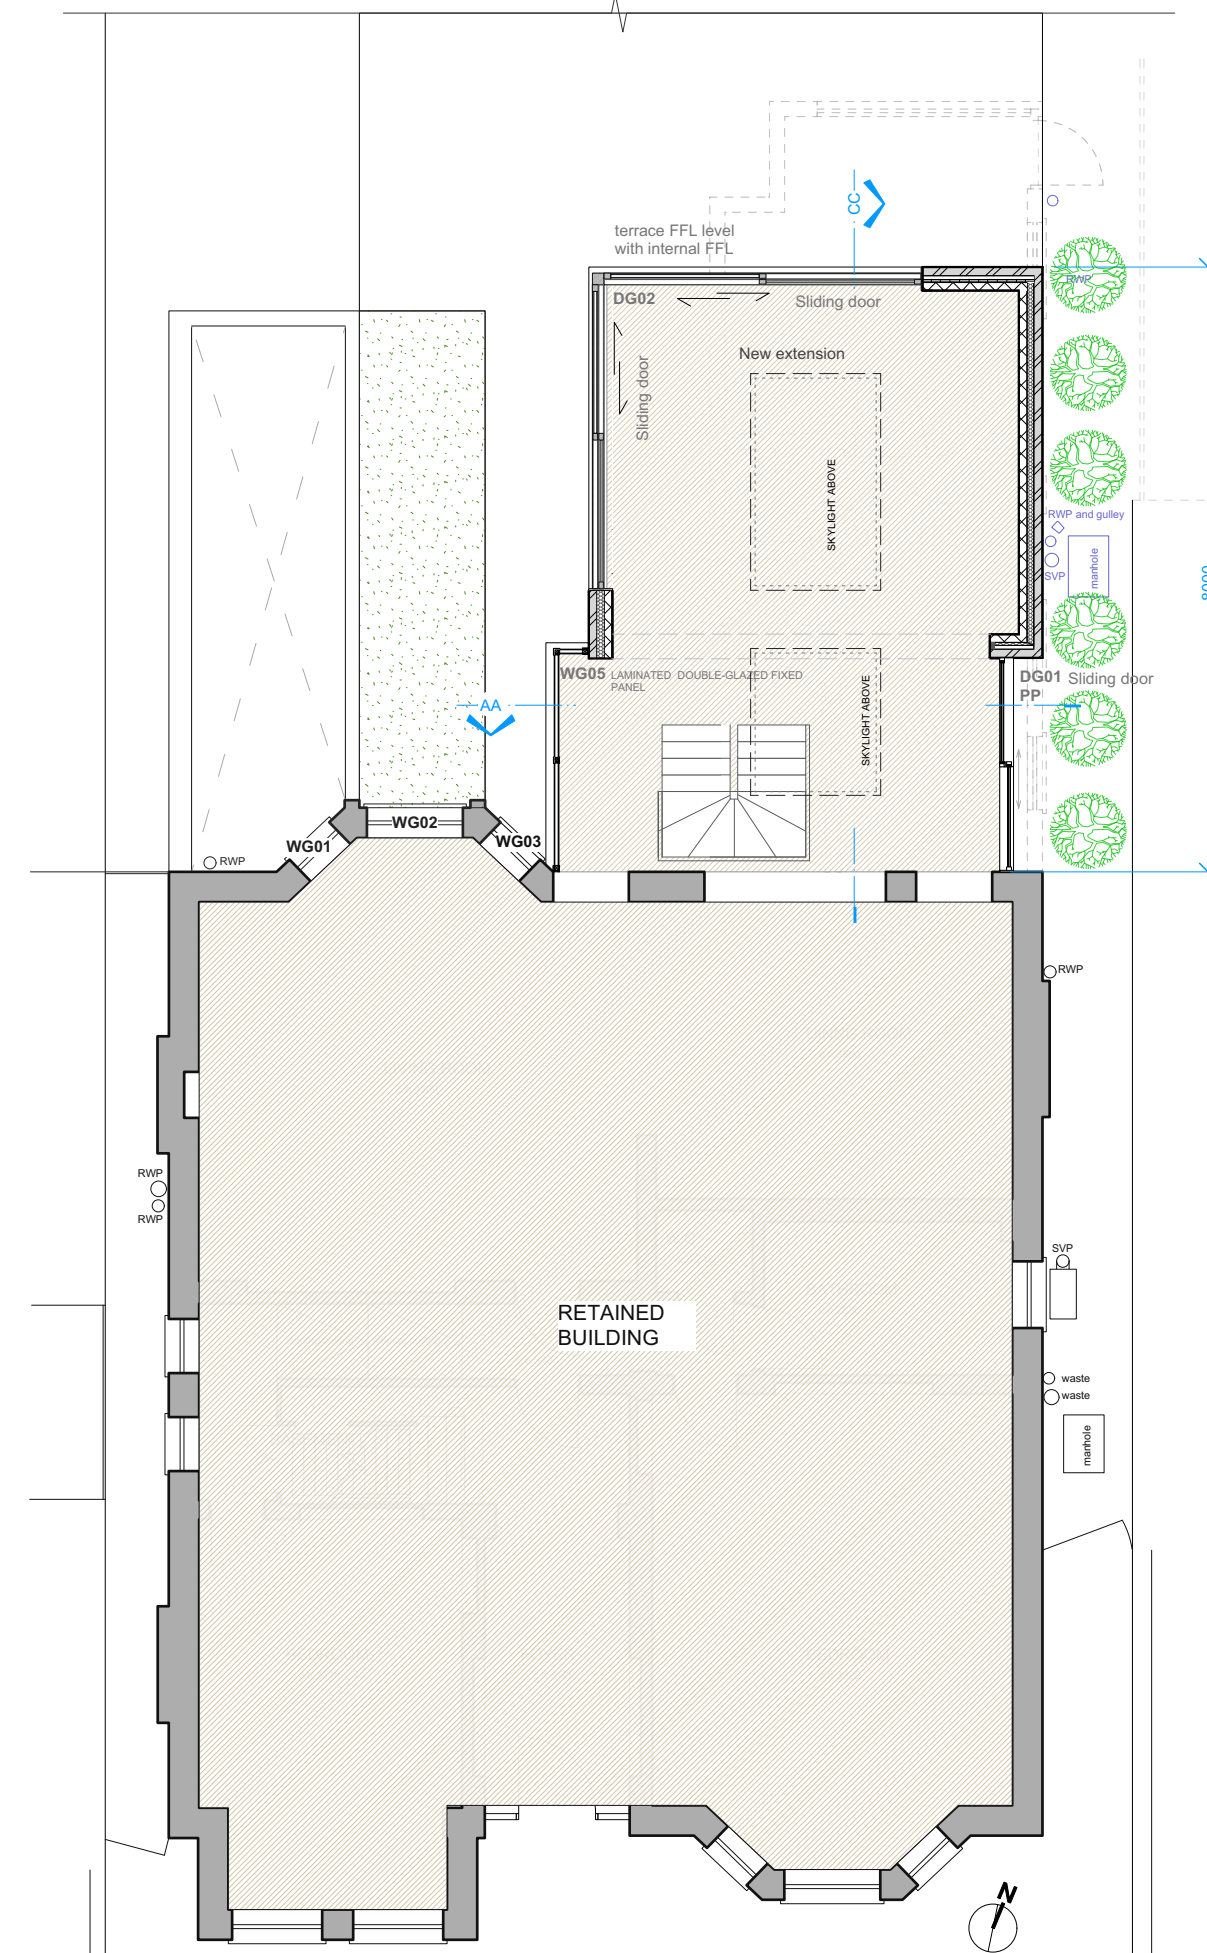 CC
terrace FFL level
with internal FFL
RWP
DG02
Sliding door
New extension
Sliding door
SKYLIGHT ABOVE
RWP and gulley
manhole
SVP
8000
WG05 LAMINATED DOUBLE-GLAZED FIXED
PANEL
DG01 Sliding door
PP
SKYLIGHT ABOVE
AA
WG02
WG01
WG03
RWP
RWP
RWP
RWP
SVP
RETAINED
BUILDING
waste
waste
manhole
N